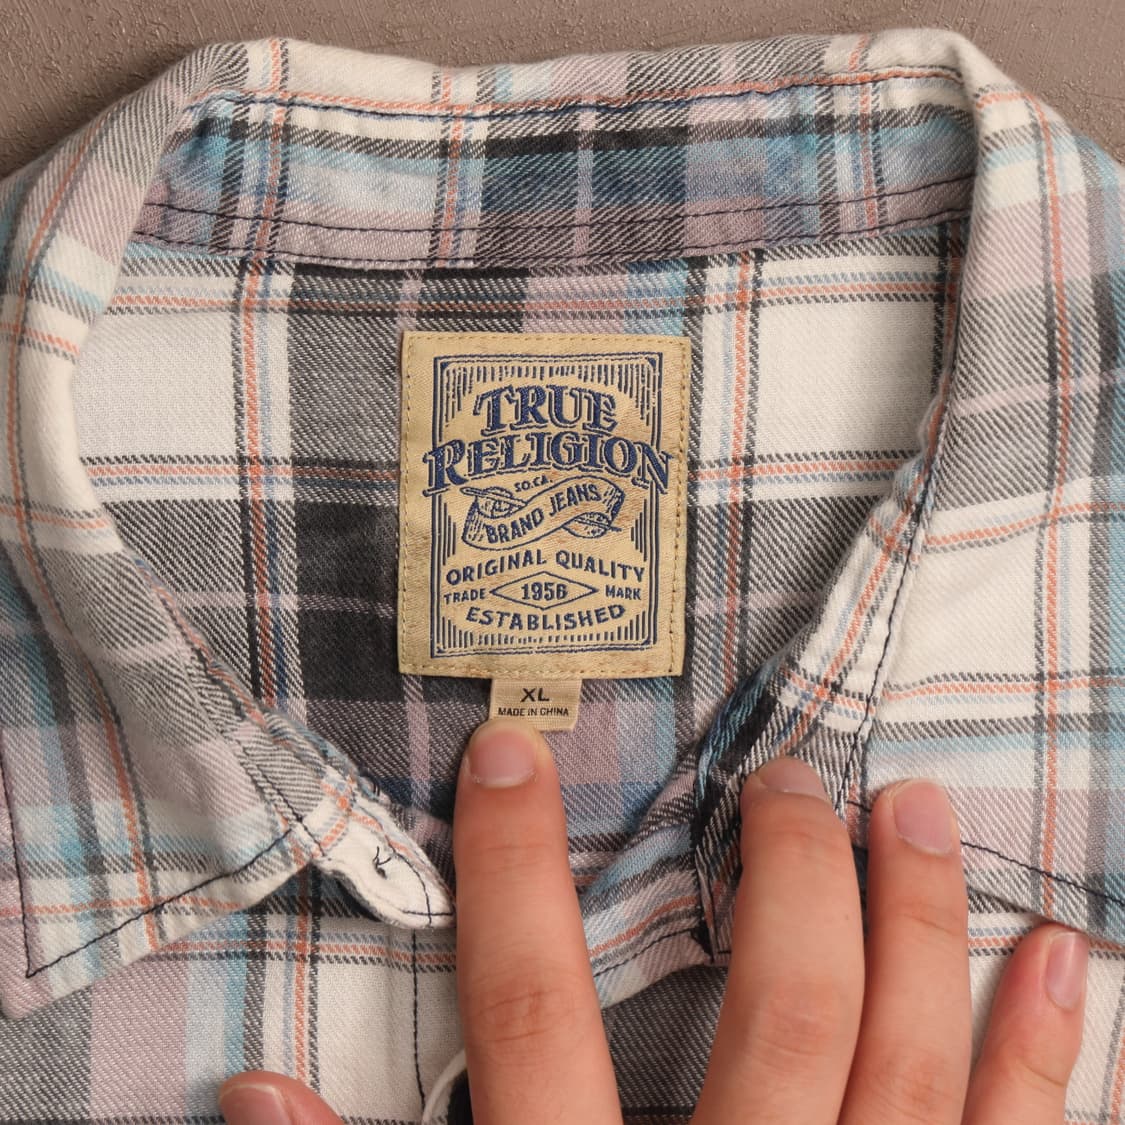 TRUE
RELIGION
SO.CA.
BRAND JEANS
ORIGINAL QUALITY
TRADE 1956 MARK
ESTABLISHED
XL
MADE IN CHINA